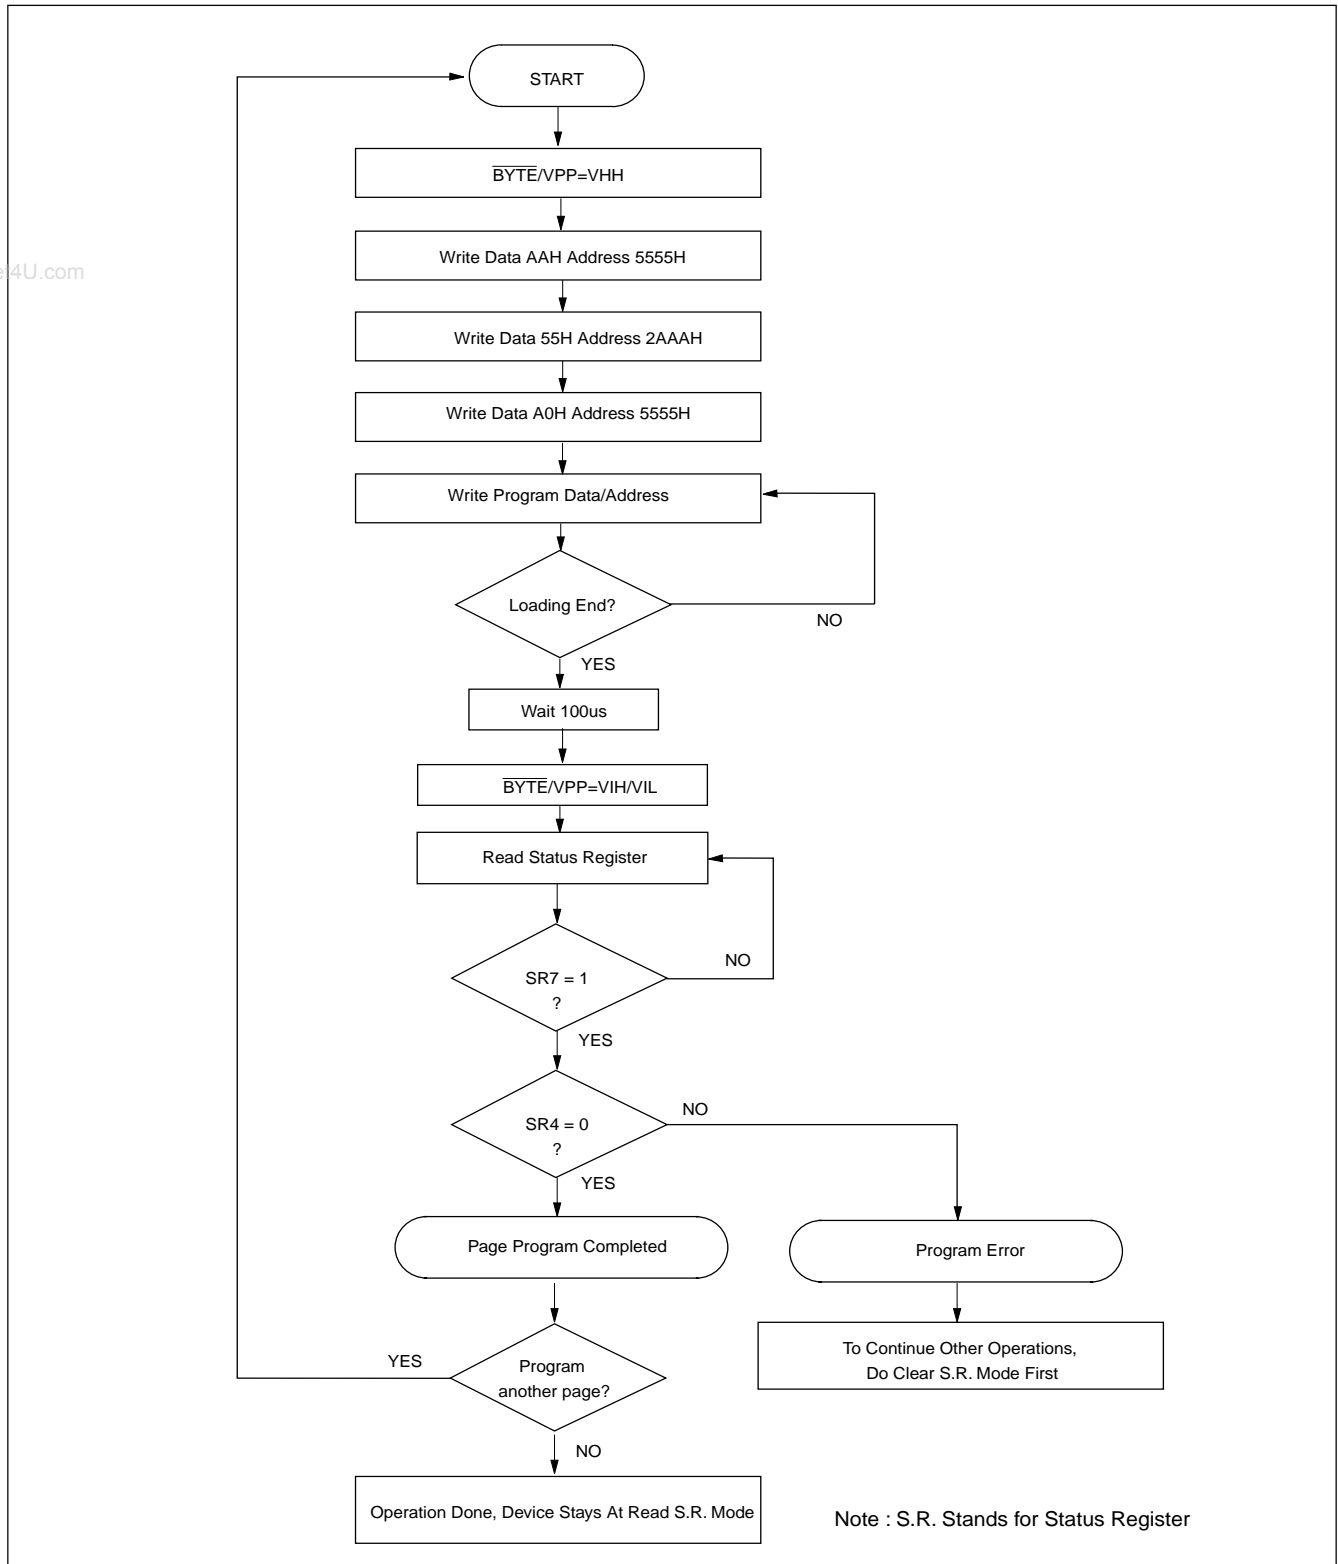 START
BYTE/VPP=VHH
Write Data AAH Address 5555H
et4U.com
Write Data 55H Address 2AAAH
Write Data A0H Address 5555H
Write Program Data/Address
Loading End?
NO
YES
Wait 100us
BYTE/VPP=VIH/VIL
Read Status Register
NO
SR7 = 1
?
YES
NO
SR4 = 0
?
YES
Page Program Completed
Program Error
To Continue Other Operations,
Do Clear S.R. Mode First
YES
Program
another page?
NO
Operation Done, Device Stays At Read S.R. Mode
Note : S.R. Stands for Status Register